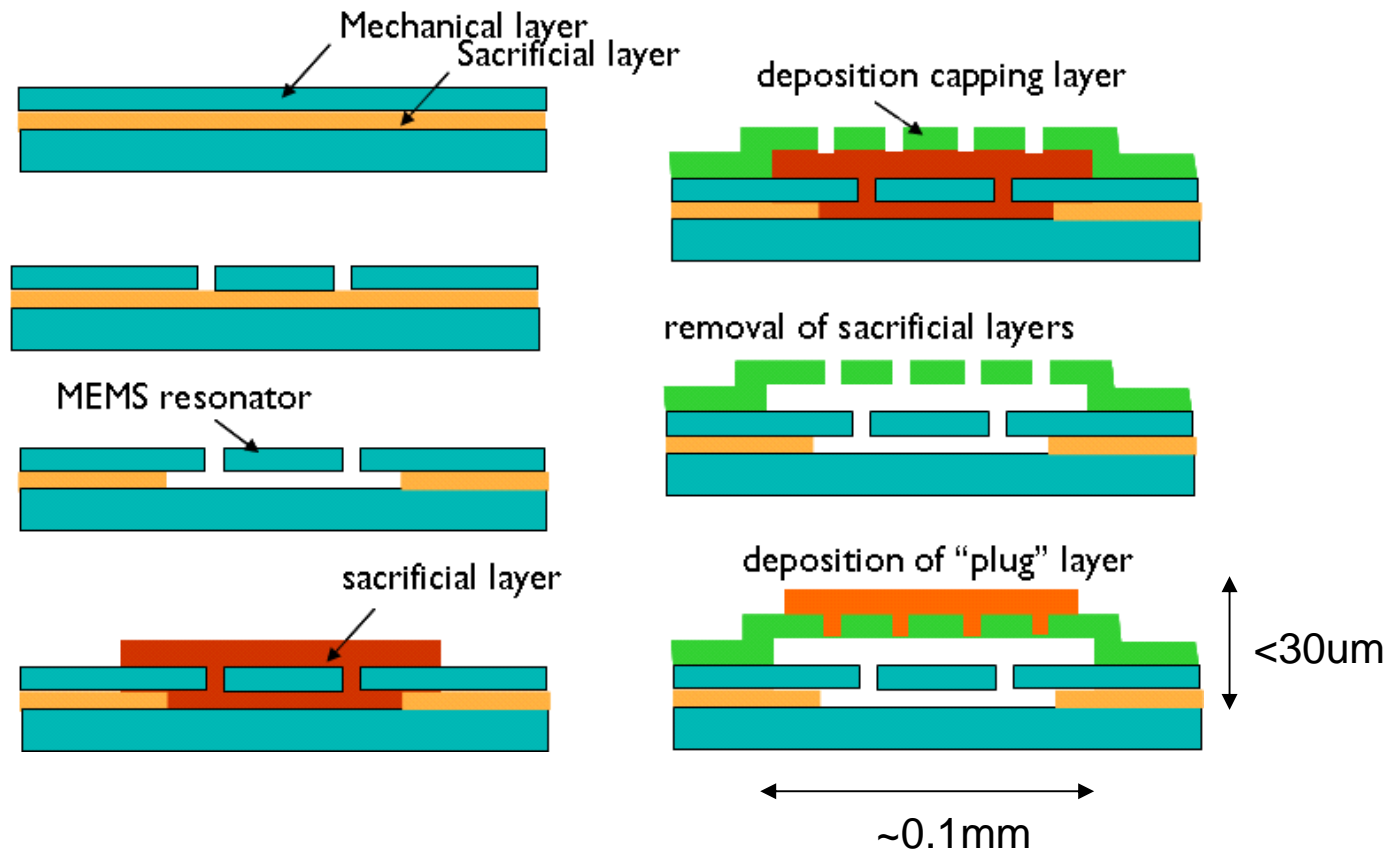 Mechanical layer
Sacrificial layer
MEMS resonator
sacrificial layer
deposition capping layer
removal of sacrificial layers
deposition of “plug” layer
<30um
~0.1mm